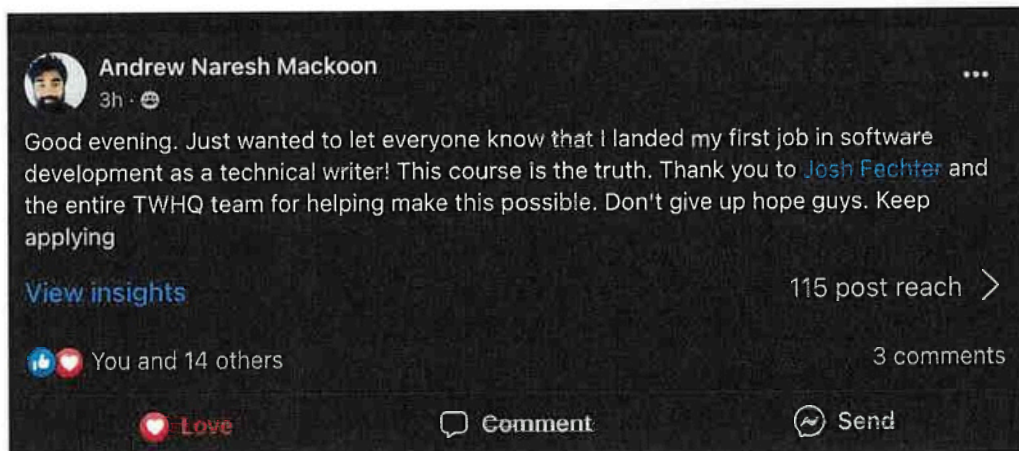 Andrew Naresh Mackoon
3h ·
Good evening. Just wanted to let everyone know that I landed my first job in software
development as a technical writer! This course is the truth. Thank you to Josh Fechter and
the entire TWHQ team for helping make this possible. Don't give up hope guys. Keep
applying
View insights
115 post reach
You and 14 others
3 comments
Love
Comment
Send